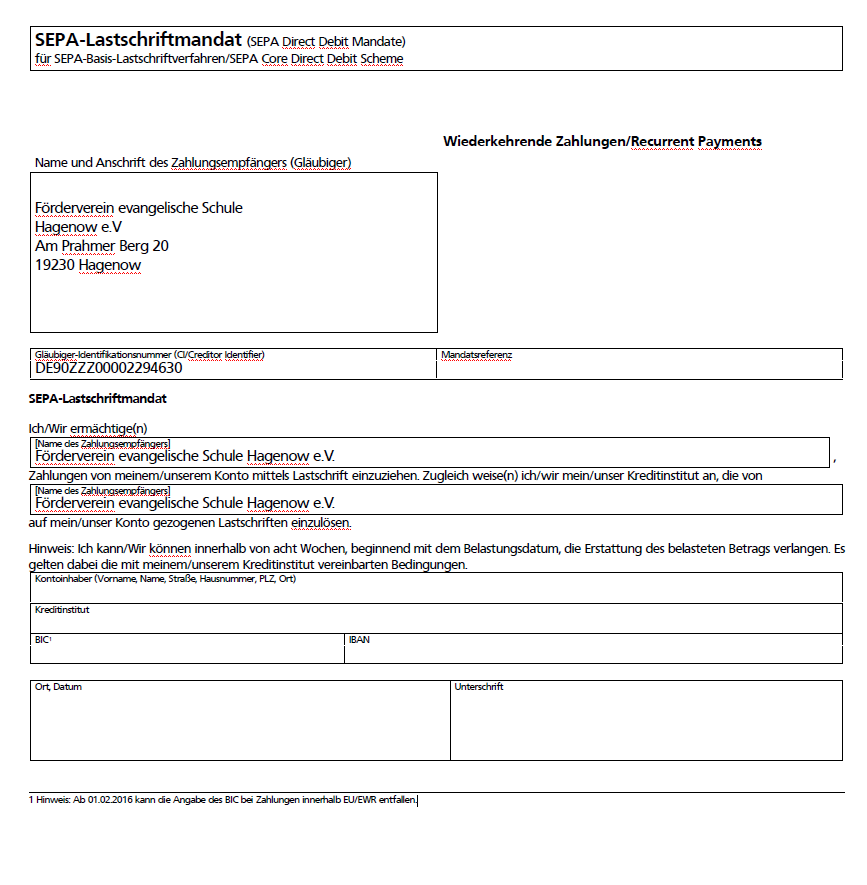 SEPA-Lastschriftmandat (SEPA Direct Debit Mandate)
für SEPA-Basis-Lastschriftverfahren/SEPA Core Direct Debit Scheme
Wiederkehrende Zahlungen/Recurrent Payments
Name und Anschrift des Zahlungsempfängers (Gläubiger)
Förderverein evangelische Schule
Hagenow e.V
Am Prahmer Berg 20
19230 Hagenow
Gläubiger-Identifikationsnummer (CI/Creditor Identifier)
DE90ZZZ00002294630
Mandatsreferenz
SEPA-Lastschriftmandat
Ich/Wir ermächtige(n)
[Name des Zahlungsempfängers]
Förderverein evangelische Schule Hagenow e.V.
,
Zahlungen von meinem/unserem Konto mittels Lastschrift einzuziehen. Zugleich weise(n) ich/wir mein/unser Kreditinstitut an, die von
[Name des Zahlungsempfängers]
Förderverein evangelische Schule Hagenow e.V.
auf mein/unser Konto gezogenen Lastschriften einzulösen.
Hinweis: Ich kann/Wir können innerhalb von acht Wochen, beginnend mit dem Belastungsdatum, die Erstattung des belasteten Betrags verlangen. Es
gelten dabei die mit meinem/unserem Kreditinstitut vereinbarten Bedingungen.
Kontoinhaber (Vorname, Name, Straße, Hausnummer, PLZ, Ort)
Kreditinstitut
BIC¹
IBAN
Ort, Datum
Unterschrift
1 Hinweis: Ab 01.02.2016 kann die Angabe des BIC bei Zahlungen innerhalb EU/EWR entfallen.